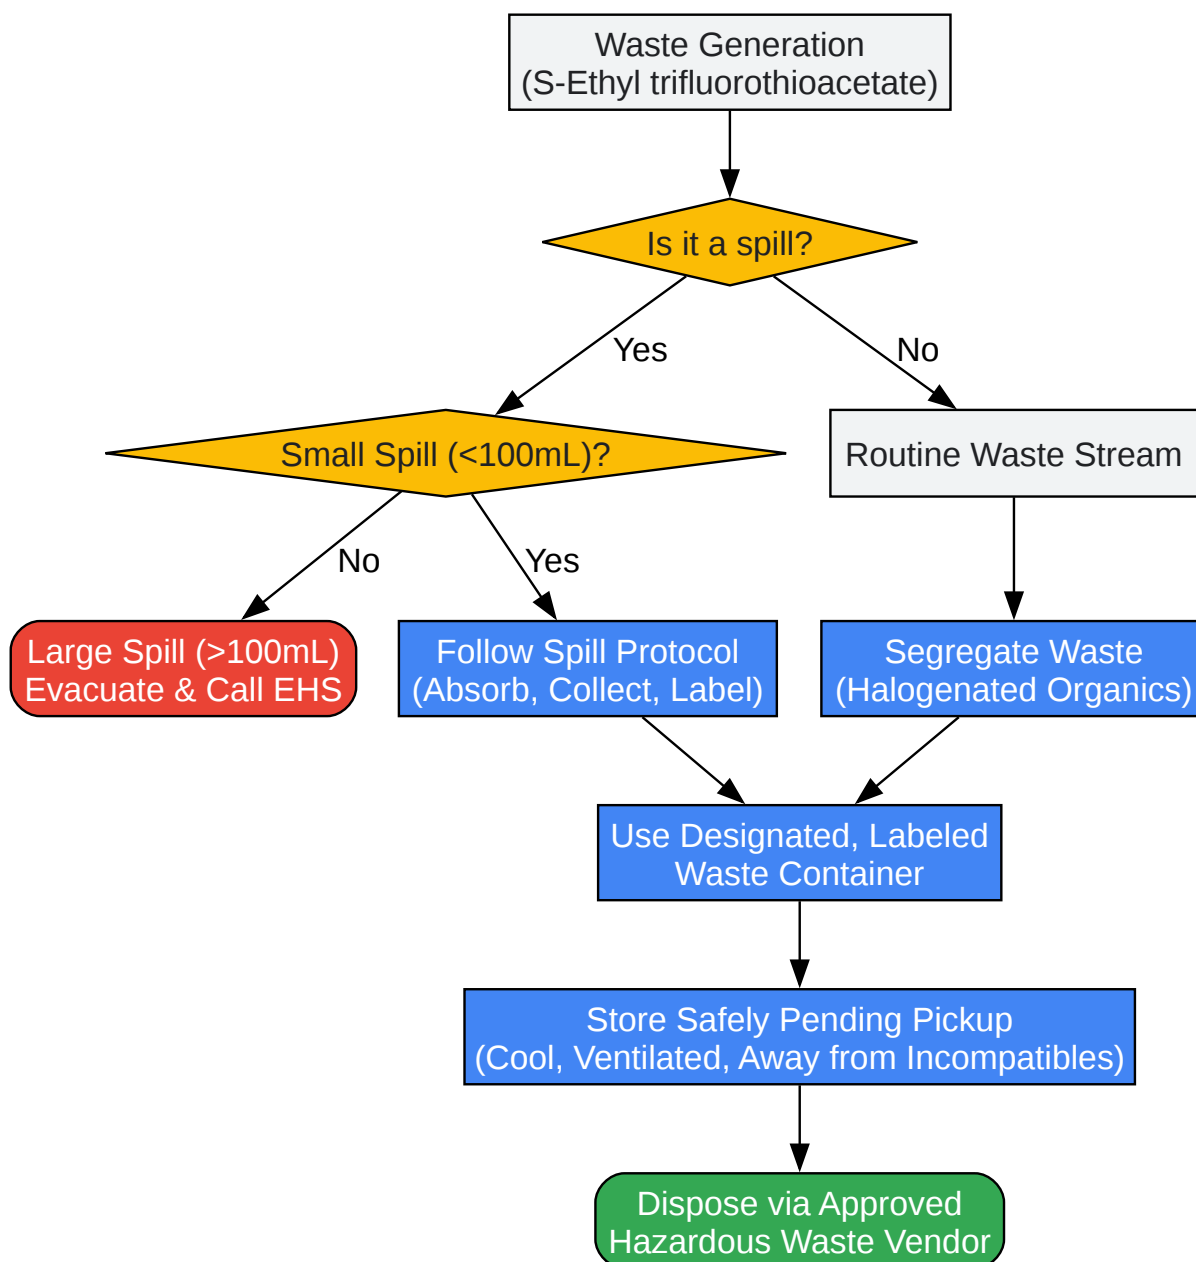 Waste Generation
(S-Ethyl trifluorothioacetate)
Is it a spill?
Yes
No
Small Spill (<100mL)?
Routine Waste Stream
No
Yes
Large Spill (>100mL)
Evacuate & Call EHS
Follow Spill Protocol
(Absorb, Collect, Label)
Segregate Waste
(Halogenated Organics)
Use Designated, Labeled
Waste Container
Store Safely Pending Pickup
(Cool, Ventilated, Away from Incompatibles)
Dispose via Approved
Hazardous Waste Vendor